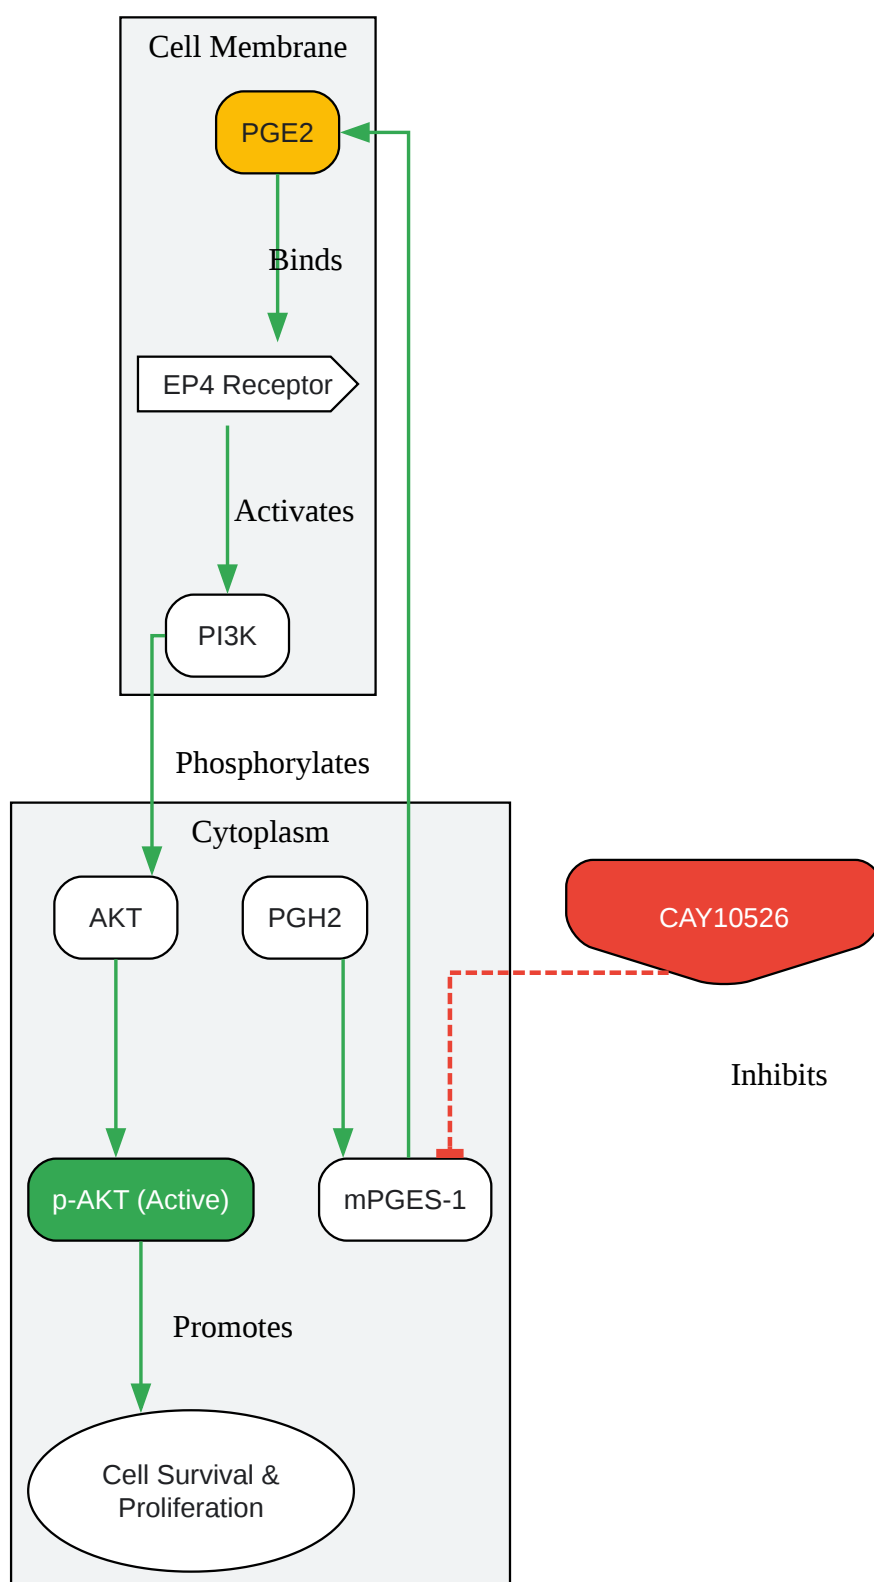 Cell Membrane
PGE2
Binds
EP4 Receptor
Activates
PI3K
Phosphorylates
Cytoplasm
AKT
PGH2
CAY10526
Inhibits
p-AKT (Active)
mPGES-1
Promotes
Cell Survival &
Proliferation